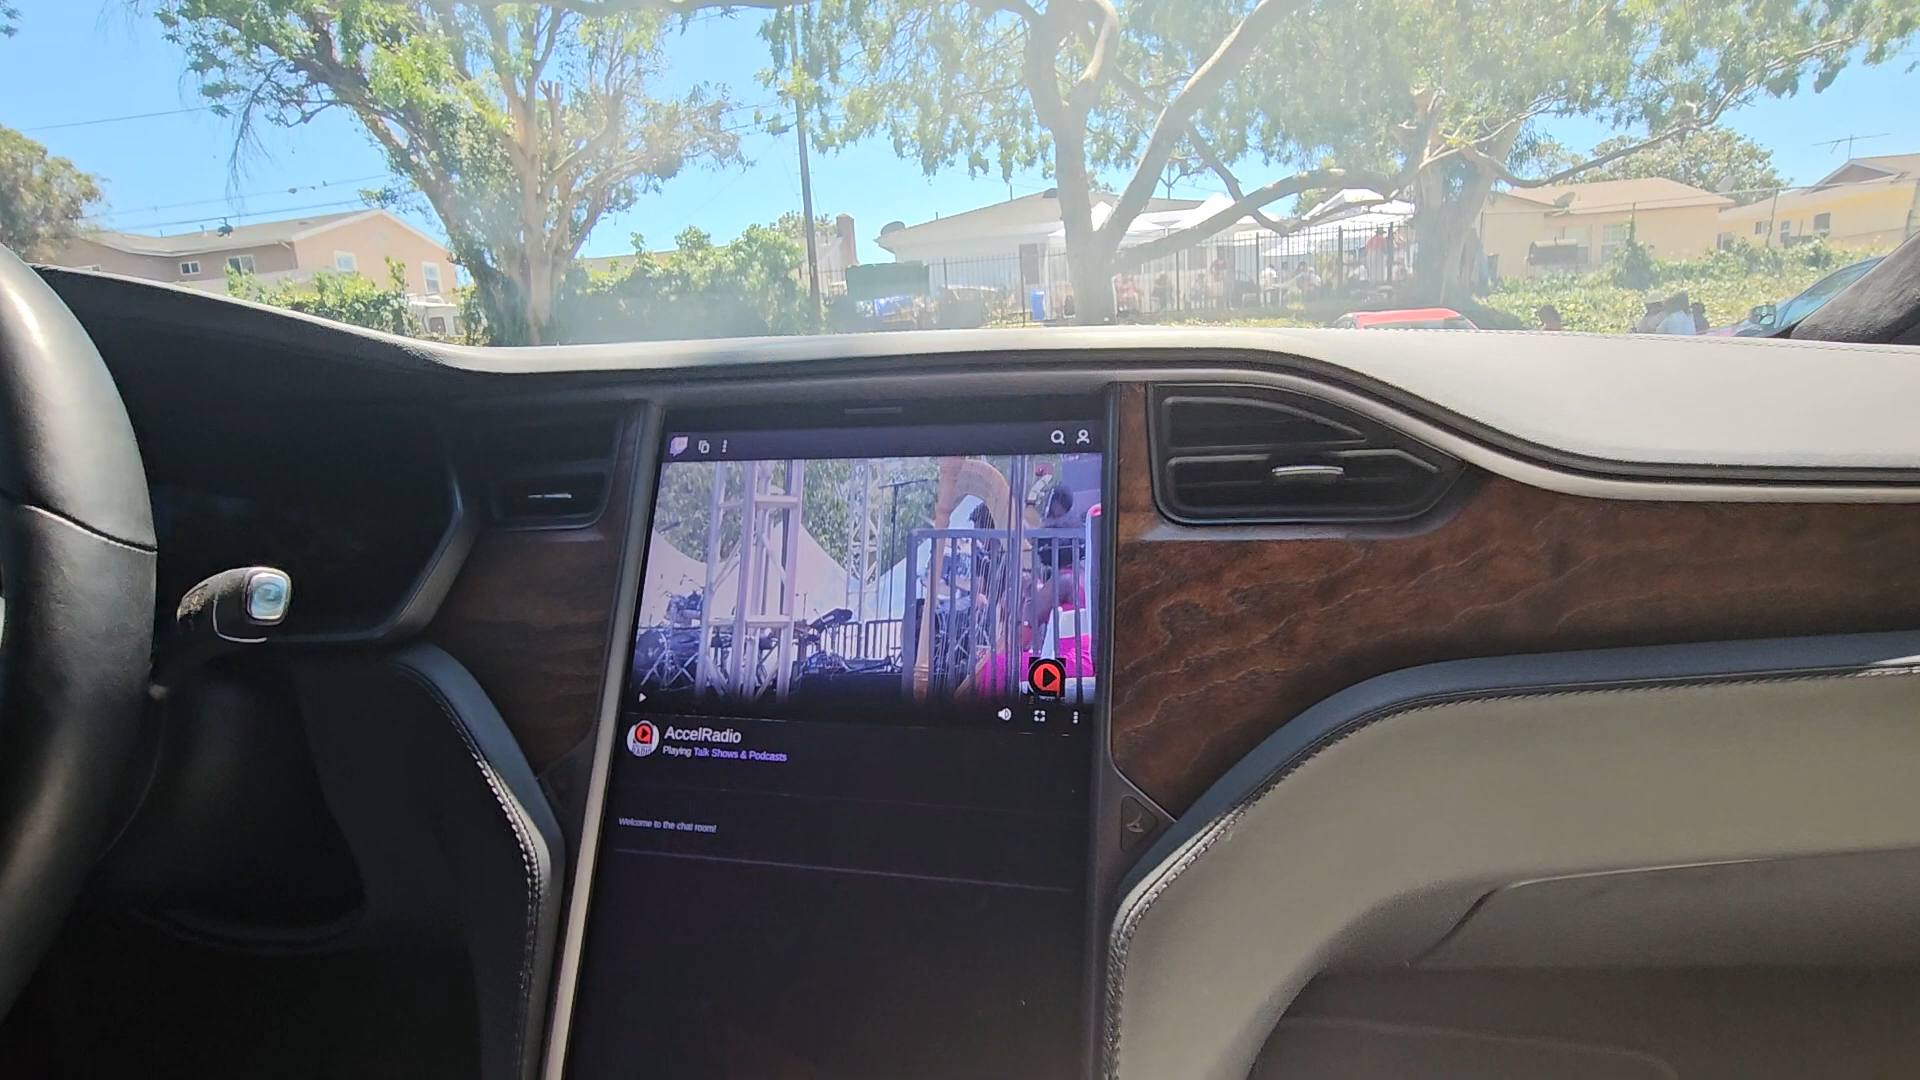 AccelRadio
Playing Talk Shows & Podcasts
Welcome to the chat room!